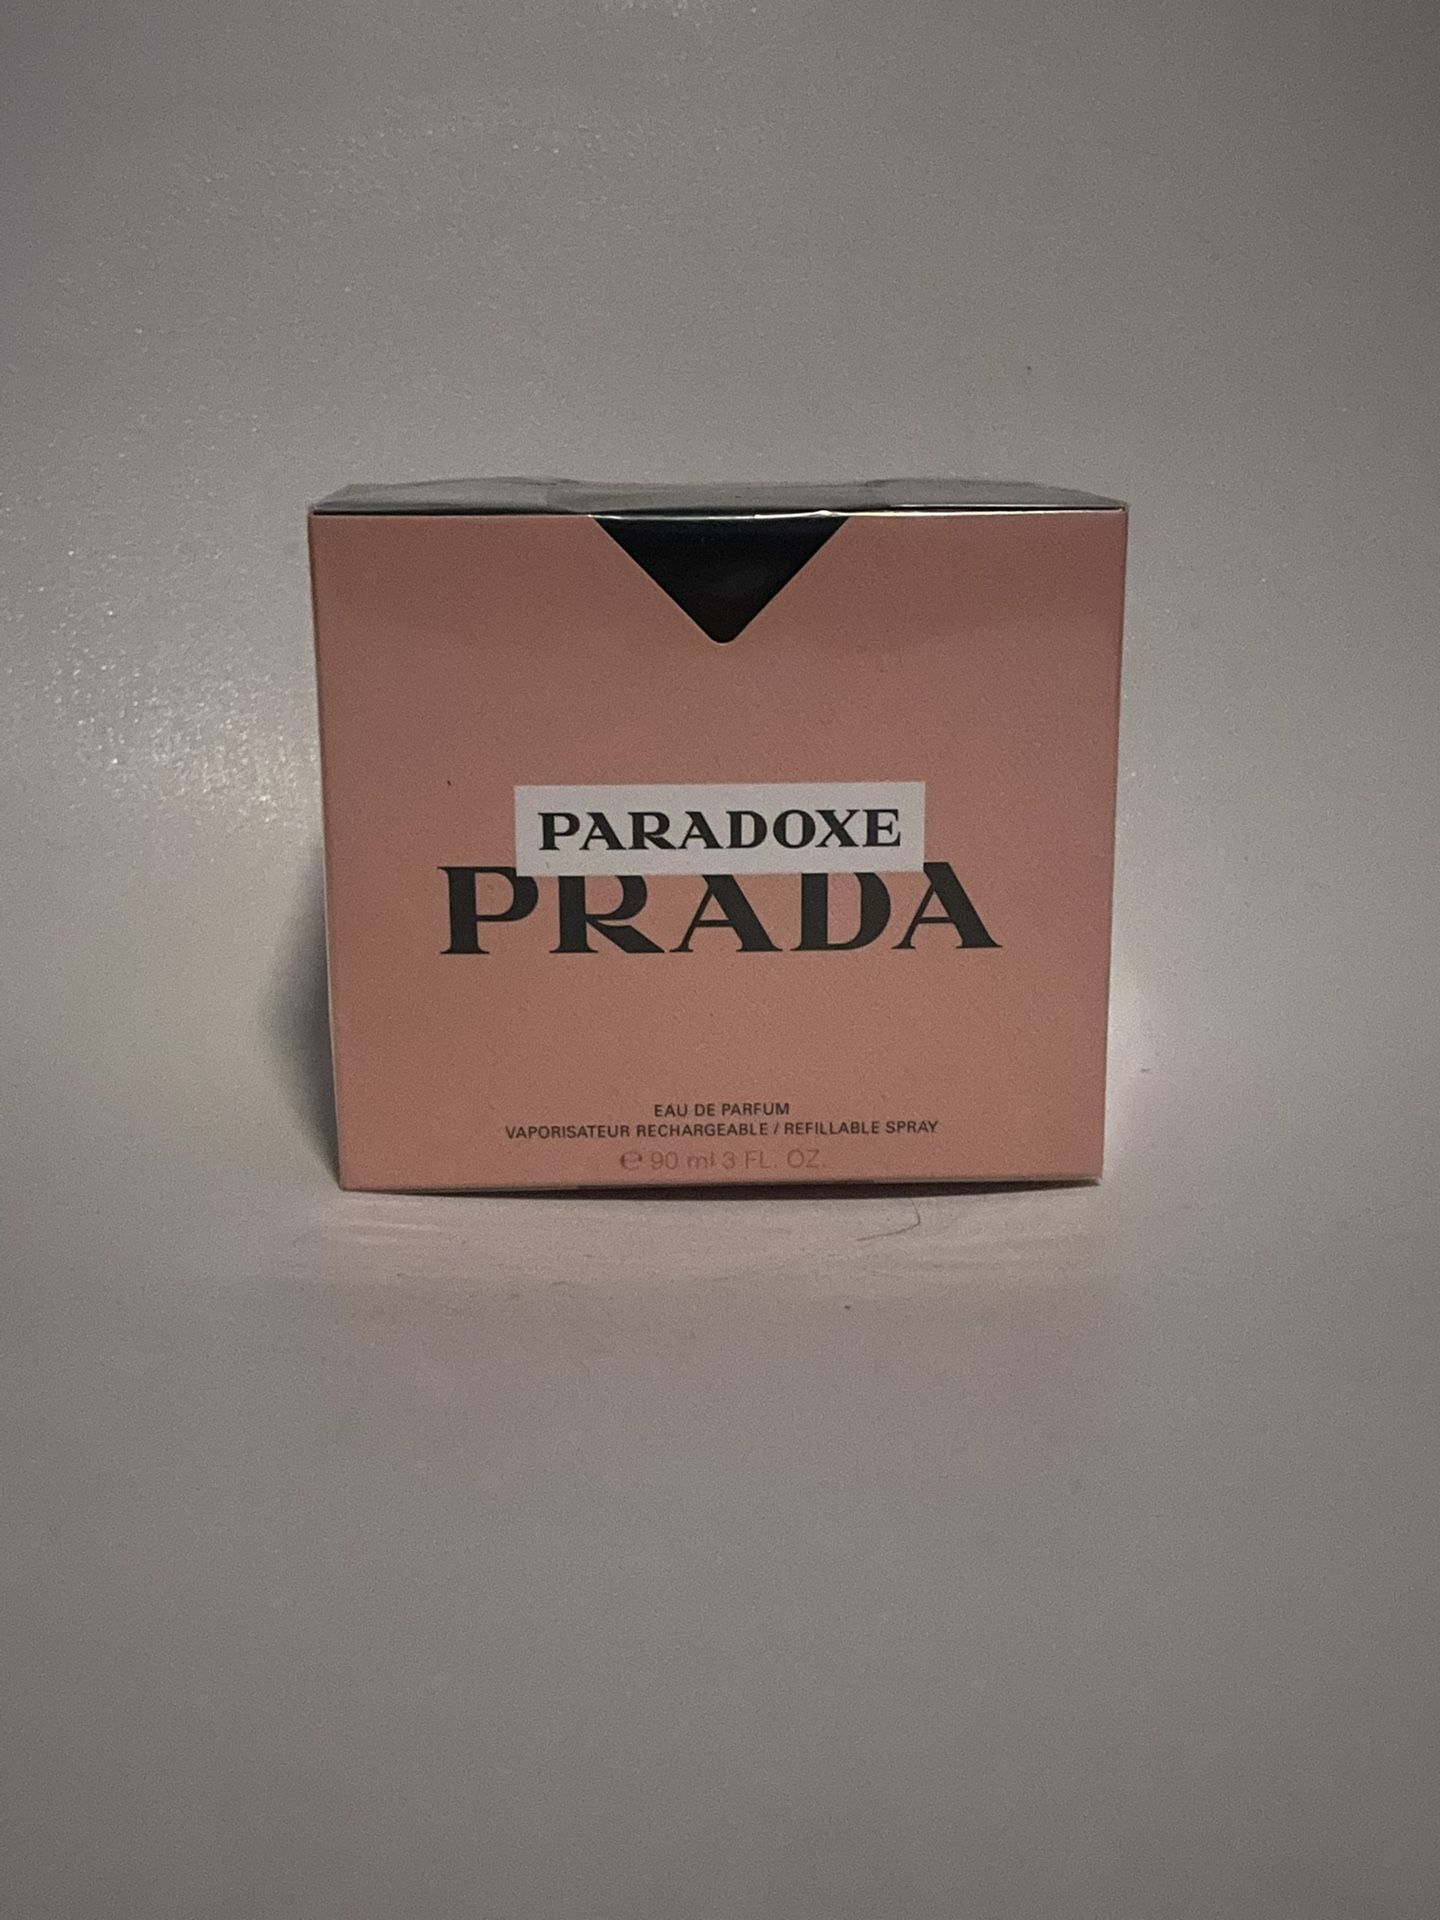 PARADOXE
PRADA
EAU DE PARFUM
VAPORISATEUR RECHARGEABLE / REFILLABLE SPRAY
℮ 90 ml 3 FL. OZ.